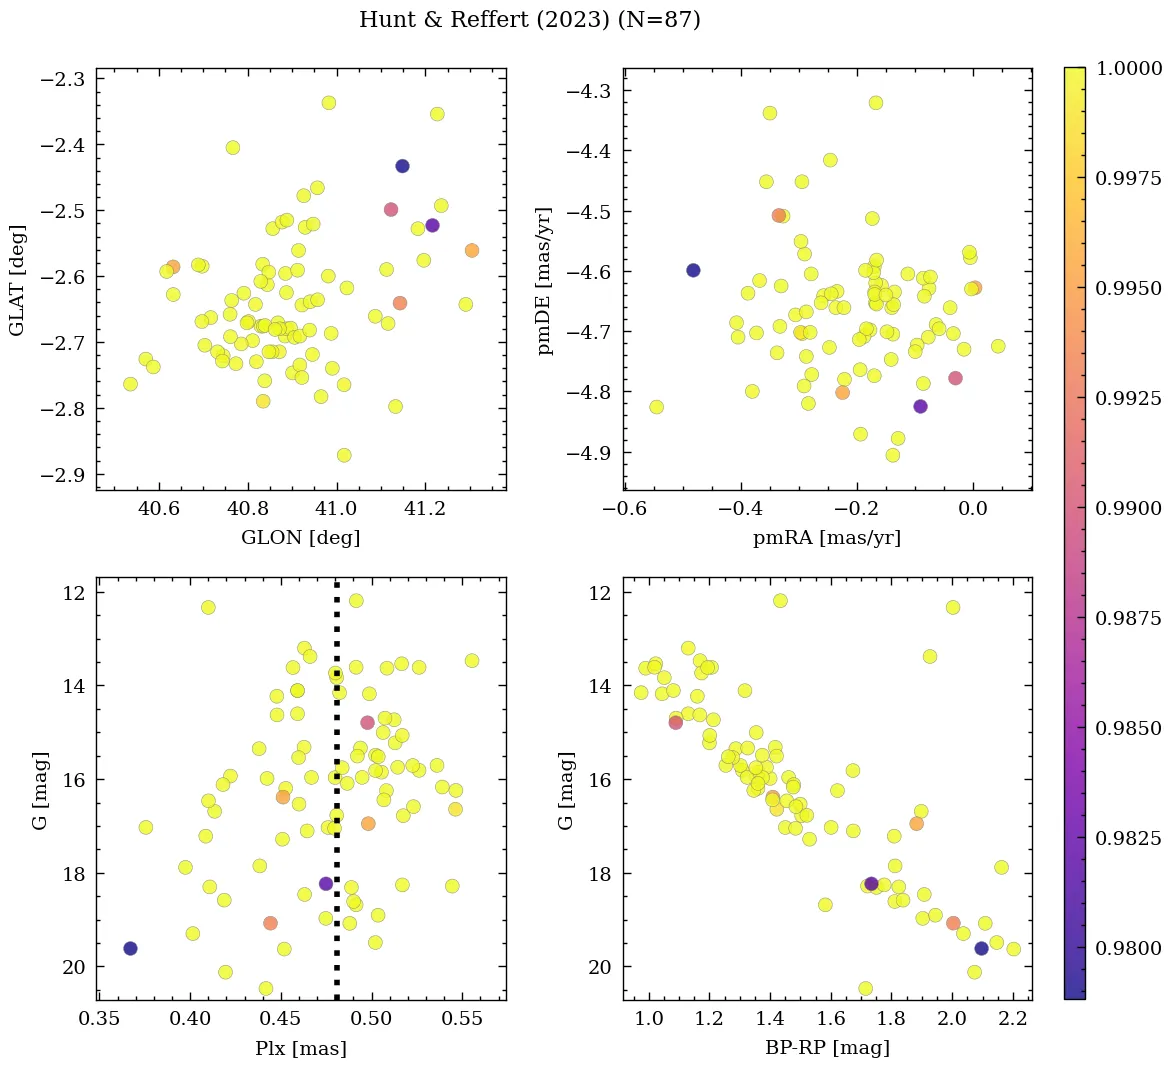 Hunt & Reffert (2023) (N=87)
−2.3
−2.4
−2.5
−2.6
−2.7
−2.8
−2.9
GLAT [deg]
40.6 40.8 41.0 41.2
GLON [deg]
−4.3
−4.4
−4.5
−4.6
−4.7
−4.8
−4.9
pmDE [mas/yr]
−0.6 −0.4 −0.2 0.0
pmRA [mas/yr]
12
14
16
18
20
G [mag]
0.35 0.40 0.45 0.50 0.55
Plx [mas]
12
14
16
18
20
G [mag]
1.0 1.2 1.4 1.6 1.8 2.0 2.2
BP-RP [mag]
1.0000
0.9975
0.9950
0.9925
0.9900
0.9875
0.9850
0.9825
0.9800